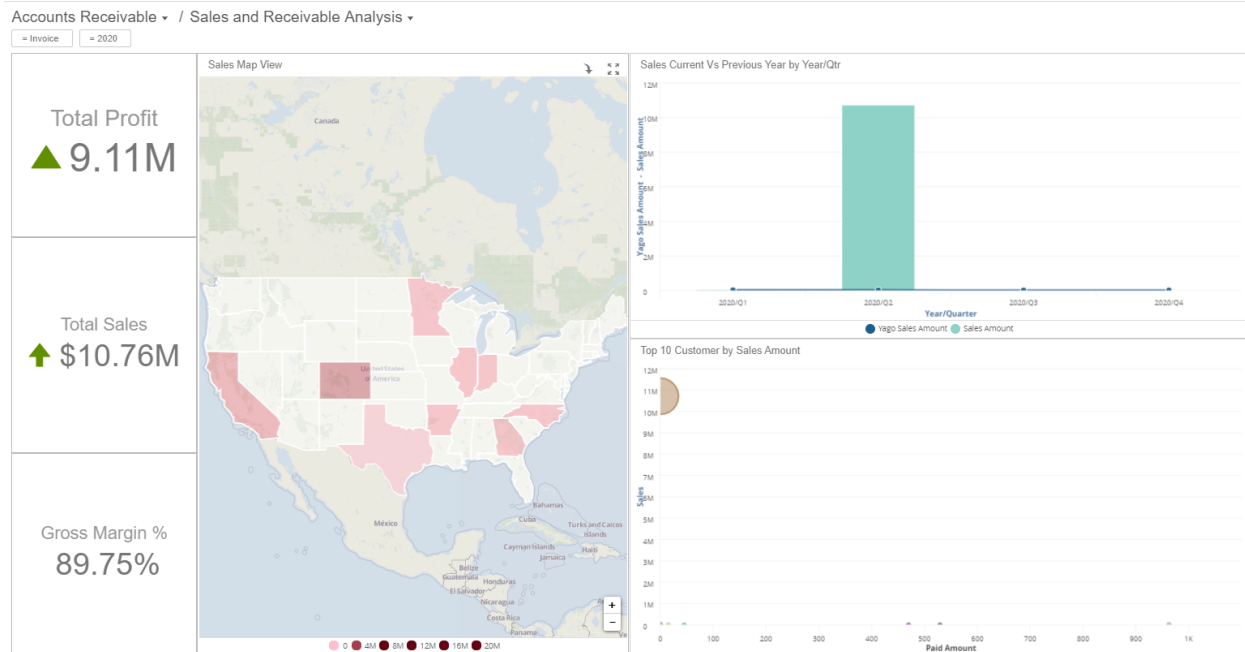 Accounts Receivable / Sales and Receivable Analysis
= Invoice = 2020
Total Profit
9.11M
Total Sales
$10.76M
Gross Margin %
89.75%
Sales Map View
Canada
United States
of America
México
Bahamas
Cuba
Turks and Caicos
Islands
Cayman Islands
Haiti
Jamaica
Belize
Guatemala
Honduras
El Salvador
Nicaragua
Costa Rica
Panama
+
−
0 4M 8M 12M 16M 20M
Sales Current Vs Previous Year by Year/Qtr
Yago Sales Amount - Sales Amount
12M
10M
8M
6M
4M
2M
0
2020/Q1 2020/Q2 2020/Q3 2020/Q4
Year/Quarter
Yago Sales Amount Sales Amount
Top 10 Customer by Sales Amount
Sales
12M
11M
10M
9M
8M
7M
6M
5M
4M
3M
2M
1M
0
0 100 200 300 400 500 600 700 800 900 1K
Paid Amount